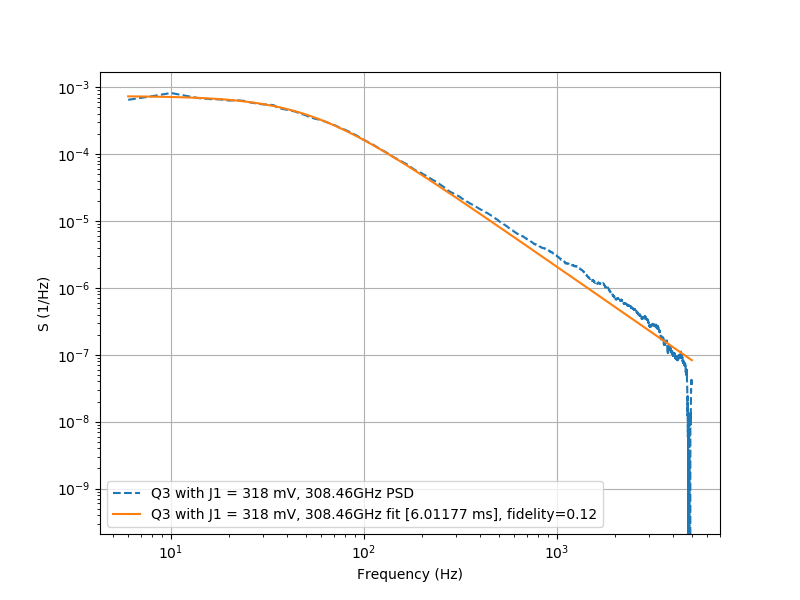 10⁻³
10⁻⁴
10⁻⁵
10⁻⁶
10⁻⁷
10⁻⁸
10⁻⁹
S (1/Hz)
Q3 with J1 = 318 mV, 308.46GHz PSD
Q3 with J1 = 318 mV, 308.46GHz fit [6.01177 ms], fidelity=0.12
10¹ 10² 10³
Frequency (Hz)